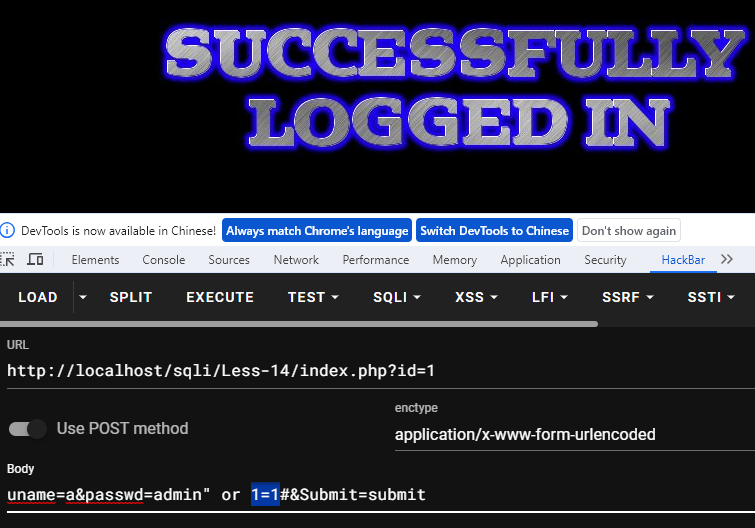 SUCCESSFULLY
LOGGED IN
DevTools is now available in Chinese! Always match Chrome's language Switch DevTools to Chinese Don't show again
Elements Console Sources Network Performance Memory Application Security HackBar
LOAD SPLIT EXECUTE TEST SQLI XSS LFI SSRF SSTI
URL
http://localhost/sqli/Less-14/index.php?id=1
Use POST method
enctype
application/x-www-form-urlencoded
Body
uname=a&passwd=admin" or 1=1#&Submit=submit